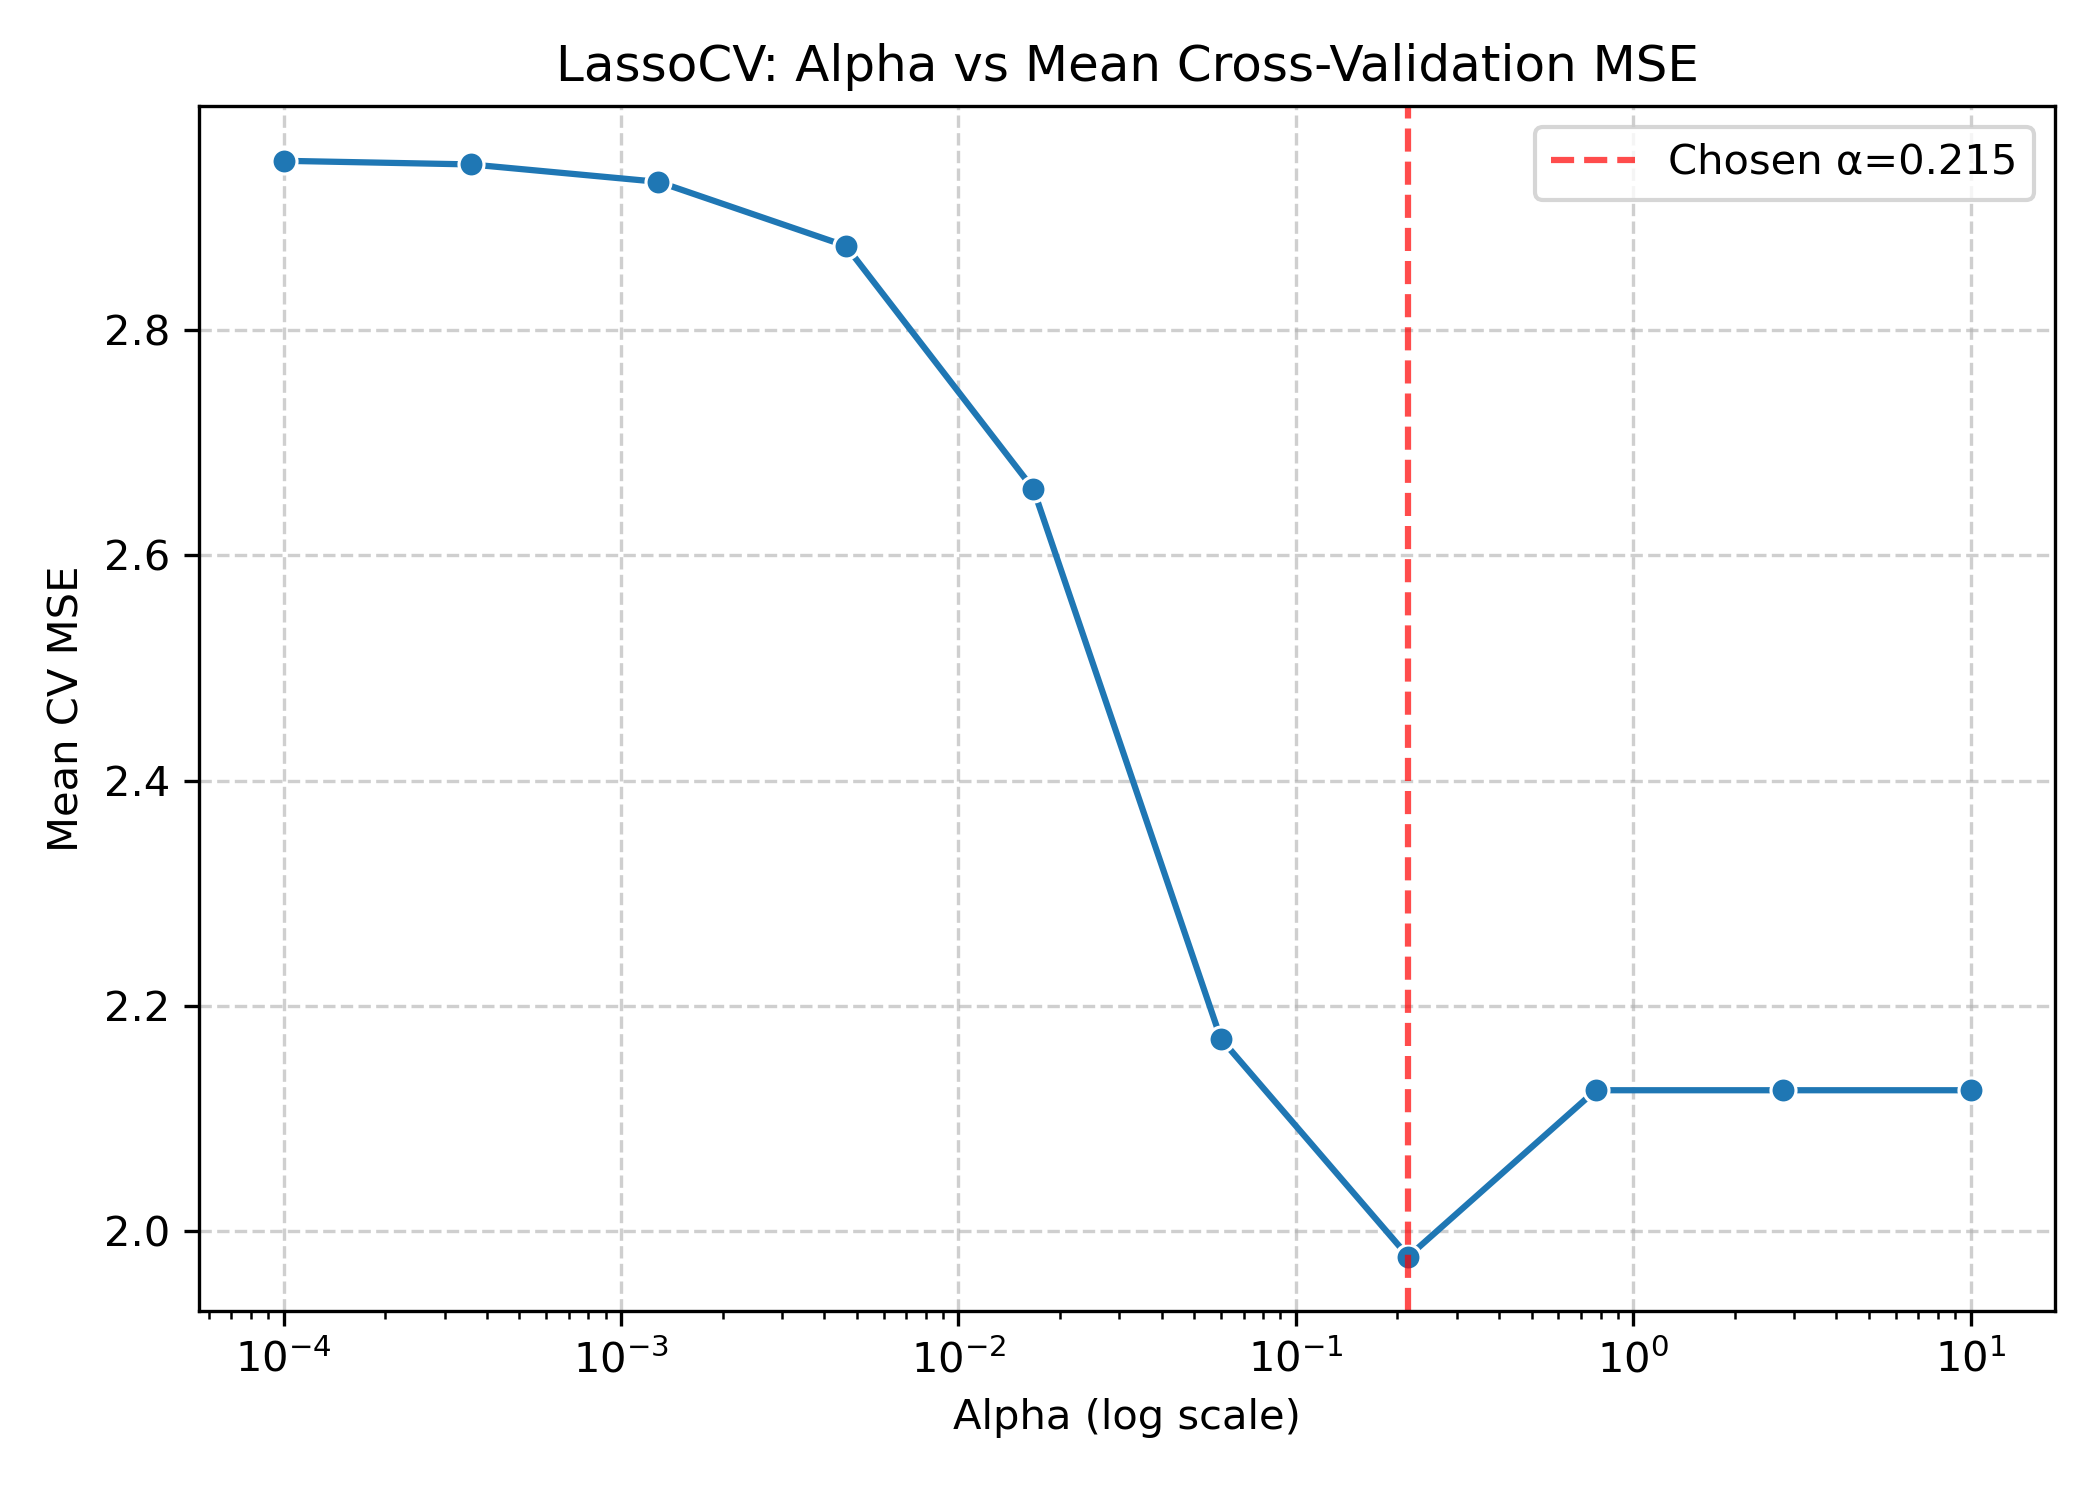 LassoCV: Alpha vs Mean Cross-Validation MSE
Chosen α=0.215
Mean CV MSE
2.8
2.6
2.4
2.2
2.0
10⁻⁴ 10⁻³ 10⁻² 10⁻¹ 10⁰ 10¹
Alpha (log scale)